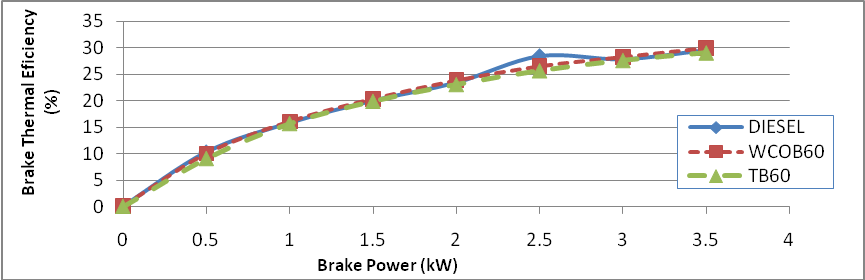 Brake Thermal Eficiency
(%)
35
30
25
20
15
10
5
0
0 0.5 1 1.5 2 2.5 3 3.5 4
Brake Power (kW)
DIESEL
WCOB60
TB60